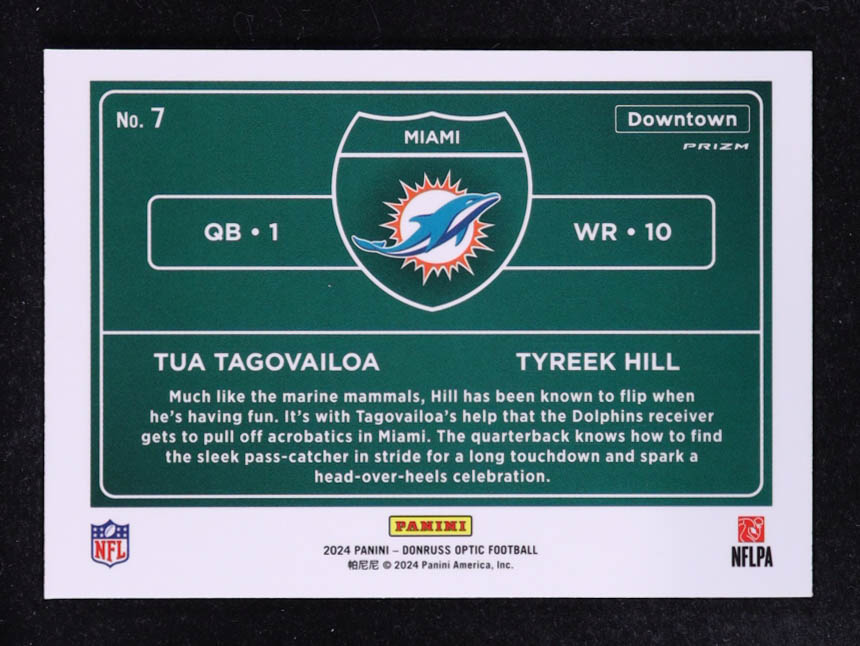 No. 7
Downtown
PRIZM
MIAMI
QB • 1
WR • 10
TUA TAGOVAILOA
TYREEK HILL
Much like the marine mammals, Hill has been known to flip when
he's having fun. It's with Tagovailoa's help that the Dolphins receiver
gets to pull off acrobatics in Miami. The quarterback knows how to find
the sleek pass-catcher in stride for a long touchdown and spark a
head-over-heels celebration.
NFL
PANINI
2024 PANINI – DONRUSS OPTIC FOOTBALL
帕尼尼 © 2024 Panini America, Inc.
NFLPA